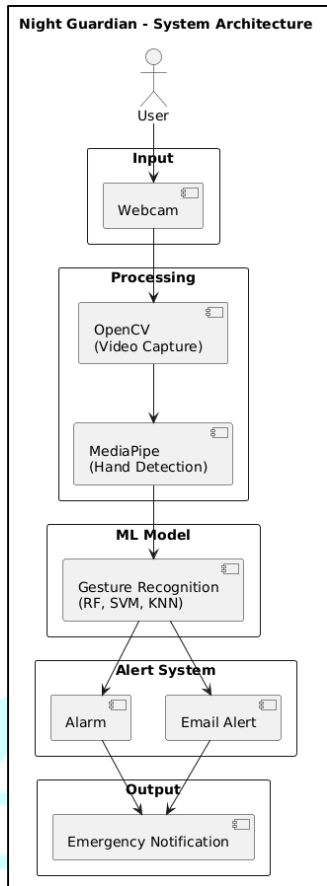 Night Guardian - System Architecture
User
Input
Webcam
Processing
OpenCV
(Video Capture)
MediaPipe
(Hand Detection)
ML Model
Gesture Recognition
(RF, SVM, KNN)
Alert System
Alarm
Email Alert
Output
Emergency Notification